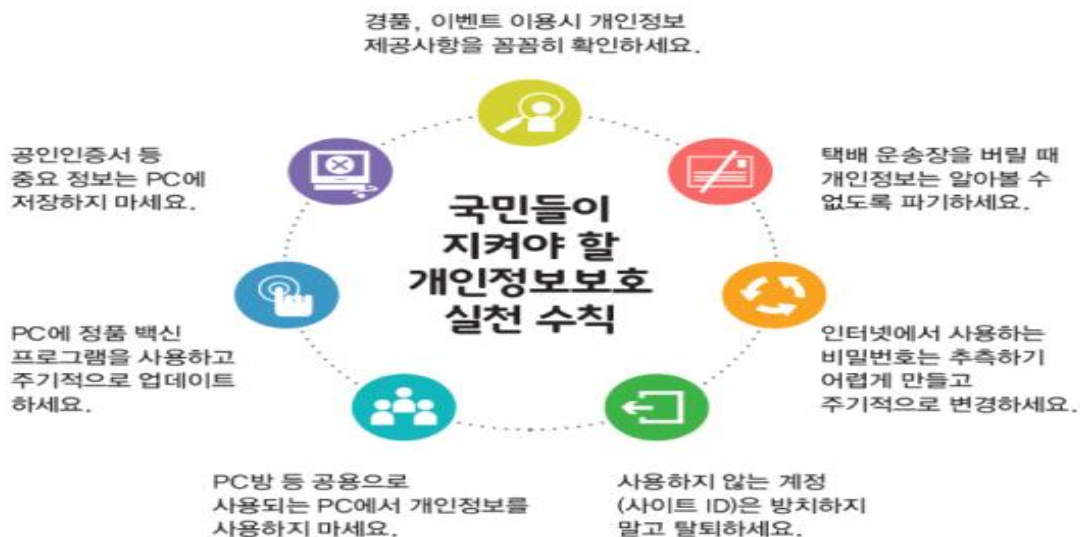 경품, 이벤트 이용시 개인정보
제공사항을 꼼꼼히 확인하세요.
공인인증서 등
중요 정보는 PC에
저장하지 마세요.
택배 운송장을 버릴 때
개인정보는 알아볼 수
없도록 파기하세요.
국민들이
지켜야 할
개인정보보호
실천 수칙
PC에 정품 백신
프로그램을 사용하고
주기적으로 업데이트
하세요.
인터넷에서 사용하는
비밀번호는 추측하기
어렵게 만들고
주기적으로 변경하세요.
PC방 등 공용으로
사용되는 PC에서 개인정보를
사용하지 마세요.
사용하지 않는 계정
(사이트 ID)은 방치하지
말고 탈퇴하세요.